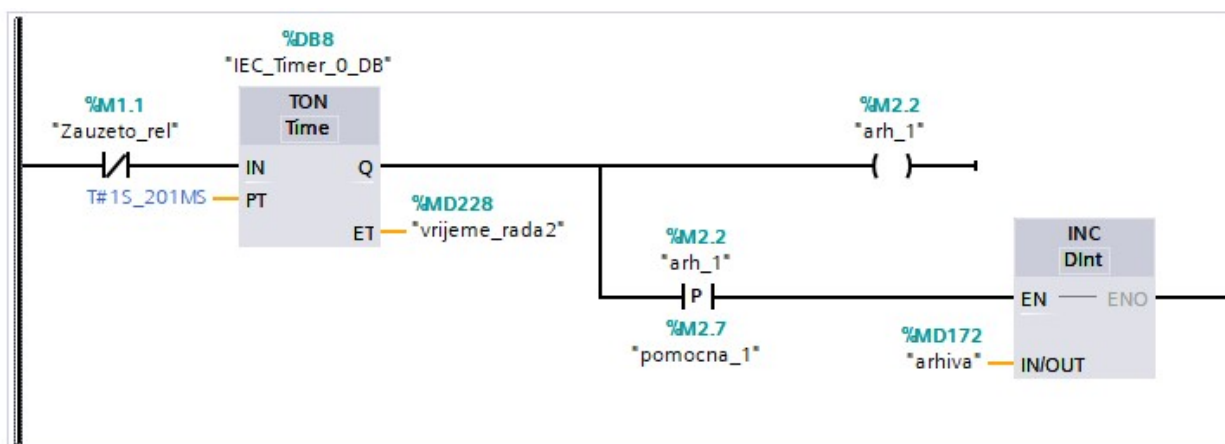 %DB8
"IEC_Timer_0_DB"
%M1.1
"Zauzeto_rel"
TON
Time
IN
Q
T#1S_201MS
PT
ET
%MD228
"vrijeme_rada2"
%M2.2
"arh_1"
%M2.2
"arh_1"
P
%M2.7
"pomocna_1"
INC
DInt
EN
ENO
%MD172
"arhiva"
IN/OUT